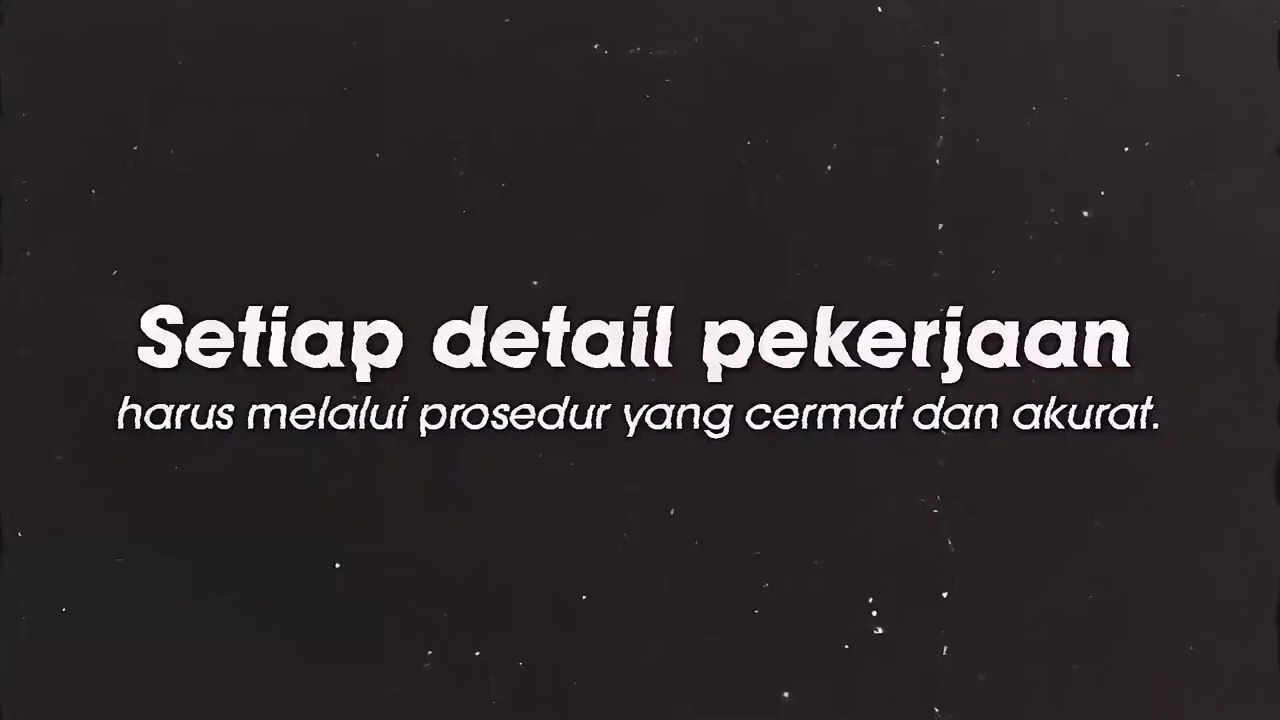 Setiap detail pekerjaan
harus melalui prosedur yang cermat dan akurat.